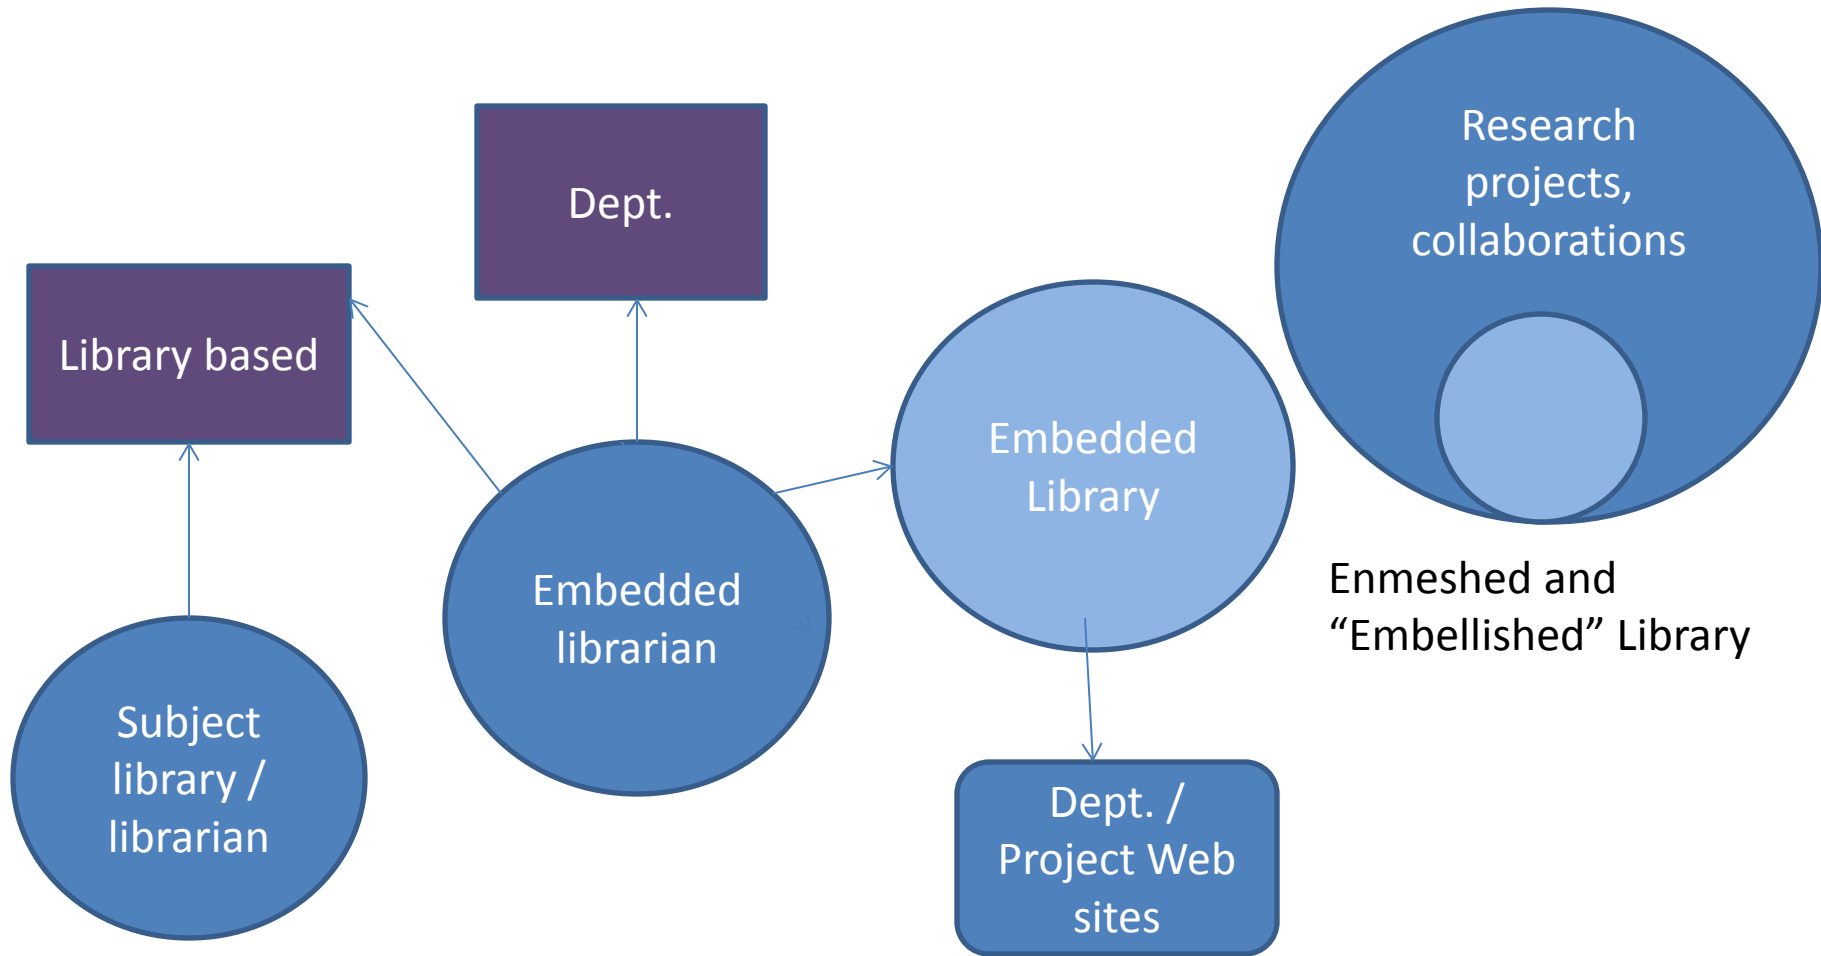 Library based
Subject
library /
librarian
Dept.
Embedded
librarian
Embedded
Library
Dept. /
Project Web
sites
Research
projects,
collaborations
Enmeshed and
“Embellished” Library